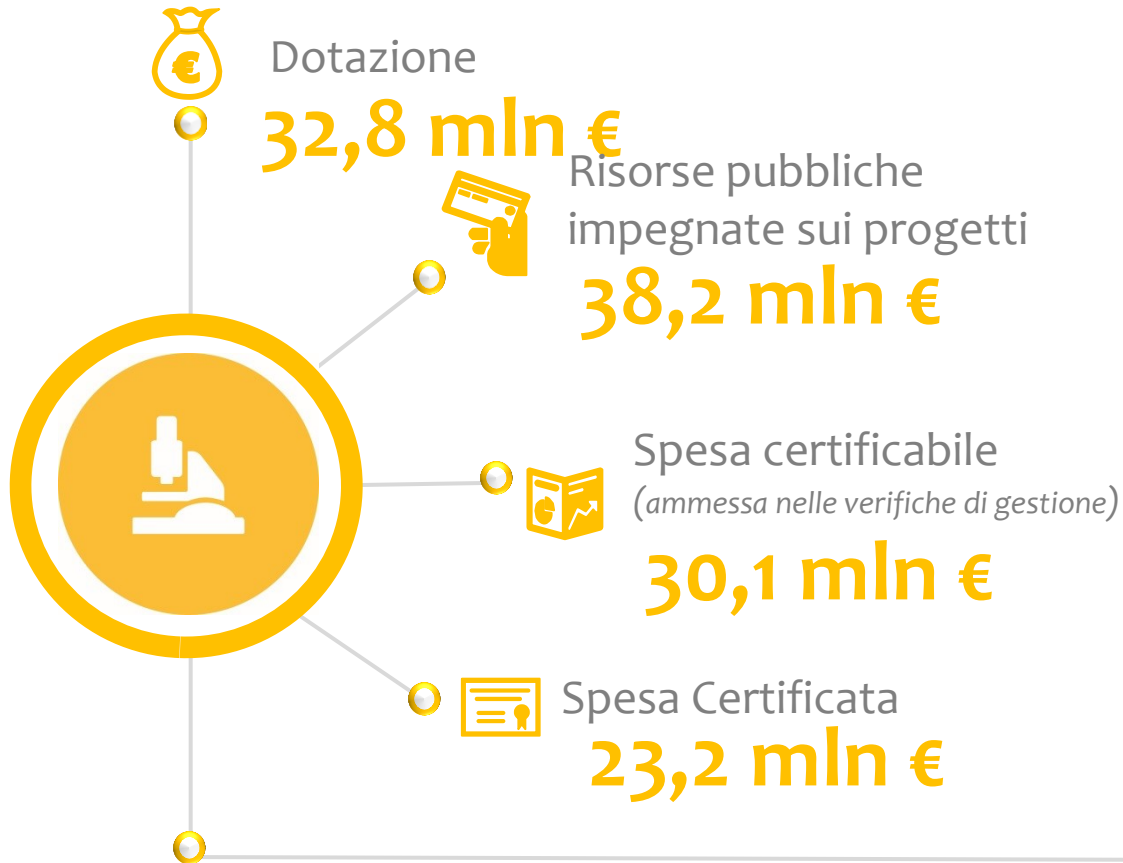 €
Dotazione
32,8 mln €
Risorse pubbliche
impegnate sui progetti
38,2 mln €
Spesa certificabile
(ammessa nelle verifiche di gestione)
30,1 mln €
Spesa Certificata
23,2 mln €